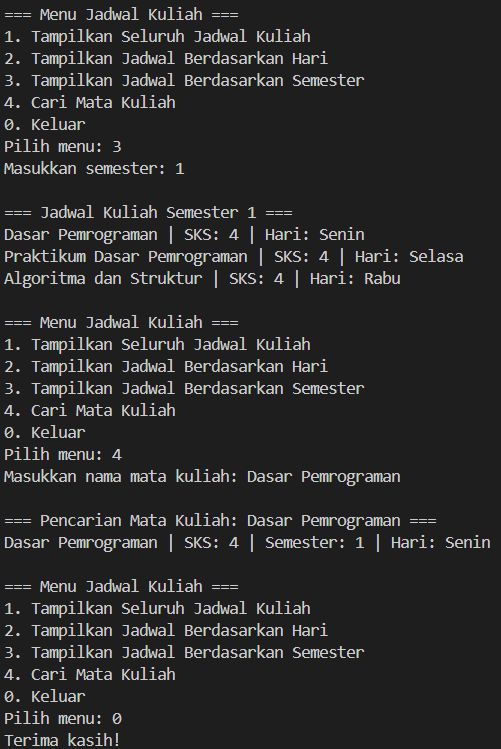 === Menu Jadwal Kuliah ===
1. Tampilkan Seluruh Jadwal Kuliah
2. Tampilkan Jadwal Berdasarkan Hari
3. Tampilkan Jadwal Berdasarkan Semester
4. Cari Mata Kuliah
0. Keluar
Pilih menu: 3
Masukkan semester: 1

=== Jadwal Kuliah Semester 1 ===
Dasar Pemrograman | SKS: 4 | Hari: Senin
Praktikum Dasar Pemrograman | SKS: 4 | Hari: Selasa
Algoritma dan Struktur | SKS: 4 | Hari: Rabu

=== Menu Jadwal Kuliah ===
1. Tampilkan Seluruh Jadwal Kuliah
2. Tampilkan Jadwal Berdasarkan Hari
3. Tampilkan Jadwal Berdasarkan Semester
4. Cari Mata Kuliah
0. Keluar
Pilih menu: 4
Masukkan nama mata kuliah: Dasar Pemrograman

=== Pencarian Mata Kuliah: Dasar Pemrograman ===
Dasar Pemrograman | SKS: 4 | Semester: 1 | Hari: Senin

=== Menu Jadwal Kuliah ===
1. Tampilkan Seluruh Jadwal Kuliah
2. Tampilkan Jadwal Berdasarkan Hari
3. Tampilkan Jadwal Berdasarkan Semester
4. Cari Mata Kuliah
0. Keluar
Pilih menu: 0
Terima kasih!